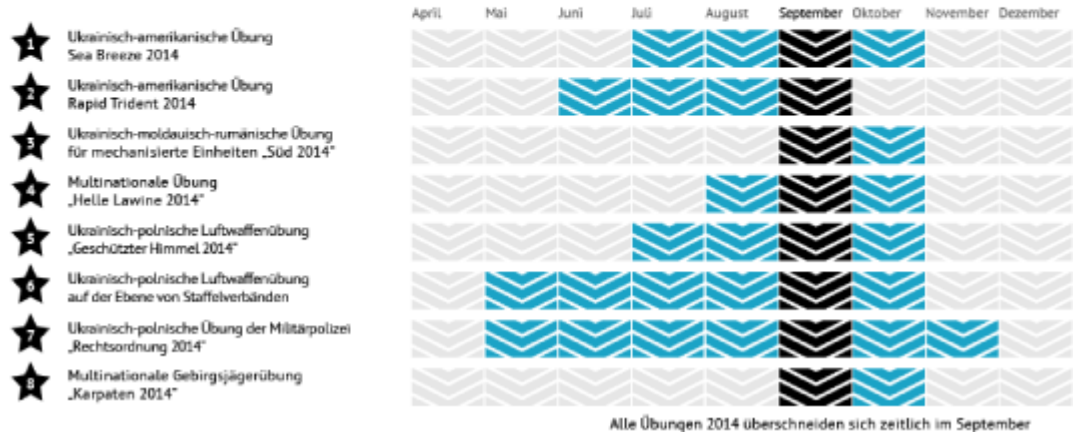 April Mai Juni Juli August September Oktober November Dezember
1 Ukrainisch-amerikanische Übung
Sea Breeze 2014
2 Ukrainisch-amerikanische Übung
Rapid Trident 2014
3 Ukrainisch-moldauisch-rumänische Übung
für mechanisierte Einheiten „Süd 2014“
4 Multinationale Übung
„Helle Lawine 2014“
5 Ukrainisch-polnische Luftwaffenübung
„Geschützter Himmel 2014“
6 Ukrainisch-polnische Luftwaffenübung
auf der Ebene von Staffelverbänden
7 Ukrainisch-polnische Übung der Militärpolizei
„Rechtsordnung 2014“
8 Multinationale Gebirgsjägerübung
„Karpaten 2014“
Alle Übungen 2014 überschneiden sich zeitlich im September